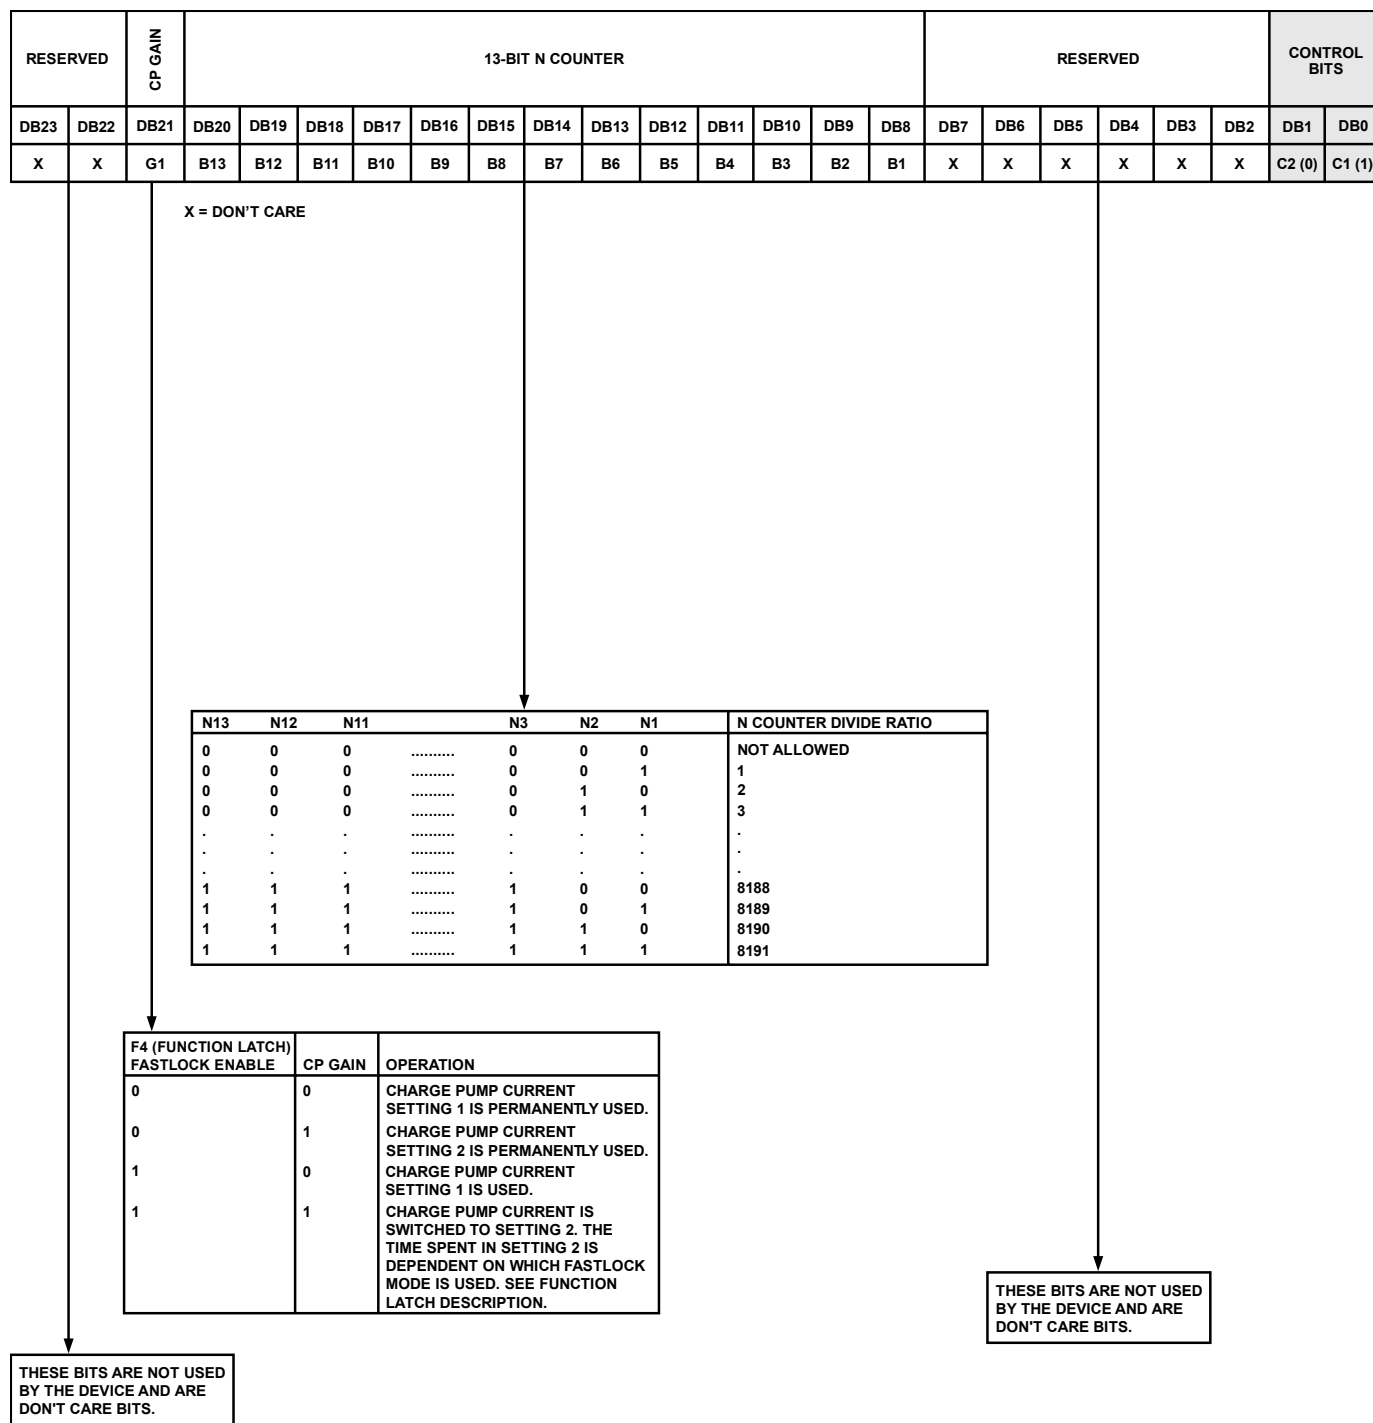 RESERVED CP GAIN 13-BIT N COUNTER RESERVED CONTROL
BITS
DB23 DB22 DB21 DB20 DB19 DB18 DB17 DB16 DB15 DB14 DB13 DB12 DB11 DB10 DB9 DB8 DB7 DB6 DB5 DB4 DB3 DB2 DB1 DB0
X X G1 B13 B12 B11 B10 B9 B8 B7 B6 B5 B4 B3 B2 B1 X X X X X X C2 (0) C1 (1)
X = DON'T CARE
N13 N12 N11 N3 N2 N1 N COUNTER DIVIDE RATIO
0 0 0 .......... 0 0 0 NOT ALLOWED
0 0 0 .......... 0 0 1 1
0 0 0 .......... 0 1 0 2
0 0 0 .......... 0 1 1 3
. . . .......... . . . .
. . . .......... . . . .
. . . .......... . . . .
1 1 1 .......... 1 0 0 8188
1 1 1 .......... 1 0 1 8189
1 1 1 .......... 1 1 0 8190
1 1 1 .......... 1 1 1 8191
F4 (FUNCTION LATCH)
FASTLOCK ENABLE CP GAIN OPERATION
0 0 CHARGE PUMP CURRENT
SETTING 1 IS PERMANENTLY USED.
0 1 CHARGE PUMP CURRENT
SETTING 2 IS PERMANENTLY USED.
1 0 CHARGE PUMP CURRENT
SETTING 1 IS USED.
1 1 CHARGE PUMP CURRENT IS
SWITCHED TO SETTING 2. THE
TIME SPENT IN SETTING 2 IS
DEPENDENT ON WHICH FASTLOCK
MODE IS USED. SEE FUNCTION
LATCH DESCRIPTION.
THESE BITS ARE NOT USED
BY THE DEVICE AND ARE
DON'T CARE BITS.
THESE BITS ARE NOT USED
BY THE DEVICE AND ARE
DON'T CARE BITS.